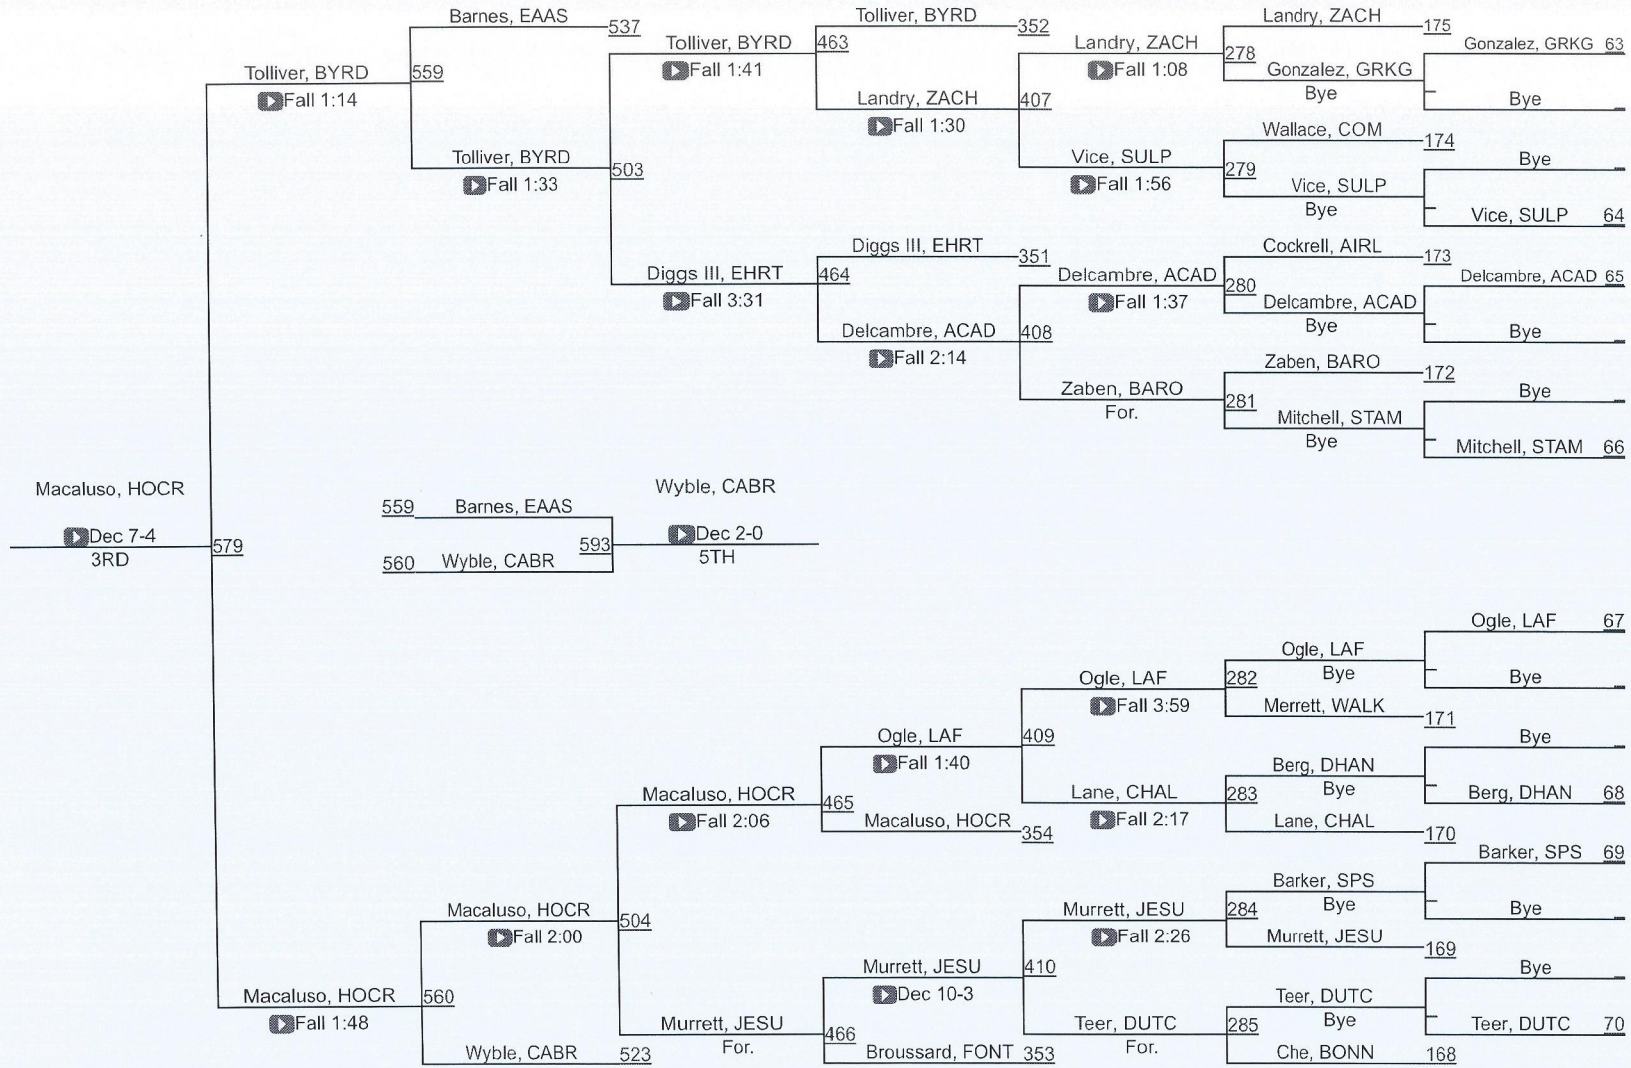 Barnes, EAAS
537
Tolliver, BYRD
352
Landry, ZACH
175
Tolliver, BYRD
463
Landry, ZACH
278
Gonzalez, GRKG 63
Tolliver, BYRD
559
Fall 1:41
Fall 1:08
Gonzalez, GRKG
Bye
Fall 1:14
Landry, ZACH
407
Bye
Fall 1:30
Wallace, COM
174
Tolliver, BYRD
503
Vice, SULP
279
Bye
Fall 1:33
Fall 1:56
Vice, SULP
Bye
Vice, SULP 64
Diggs III, EHRT
351
Cockrell, AIRL
173
Diggs III, EHRT
464
Delcambre, ACAD
280
Delcambre, ACAD 65
Fall 3:31
Fall 1:37
Delcambre, ACAD
Bye
Delcambre, ACAD
408
Bye
Fall 2:14
Zaben, BARO
172
Zaben, BARO
281
Bye
For.
Mitchell, STAM
Bye
Mitchell, STAM 66
Macaluso, HOCR
Wyble, CABR
559 Barnes, EAAS
Dec 7-4
579
593
Dec 2-0
3RD
560 Wyble, CABR
5TH
Ogle, LAF 67
Ogle, LAF
Bye
Ogle, LAF
282
Bye
Fall 3:59
Merrett, WALK
171
Ogle, LAF
409
Bye
Fall 1:40
Berg, DHAN
Bye
Macaluso, HOCR
465
Lane, CHAL
283
Berg, DHAN 68
Fall 2:06
Macaluso, HOCR
354
Fall 2:17
Lane, CHAL
170
Barker, SPS 69
Barker, SPS
Bye
Macaluso, HOCR
504
Murrett, JESU
284
Bye
Fall 2:00
Fall 2:26
Murrett, JESU
169
Murrett, JESU
410
Bye
Macaluso, HOCR
560
Dec 10-3
Teer, DUTC
Bye
Fall 1:48
Murrett, JESU
466
Teer, DUTC
285
Teer, DUTC 70
For.
For.
Wyble, CABR
523
Broussard, FONT 353
Che, BONN
168